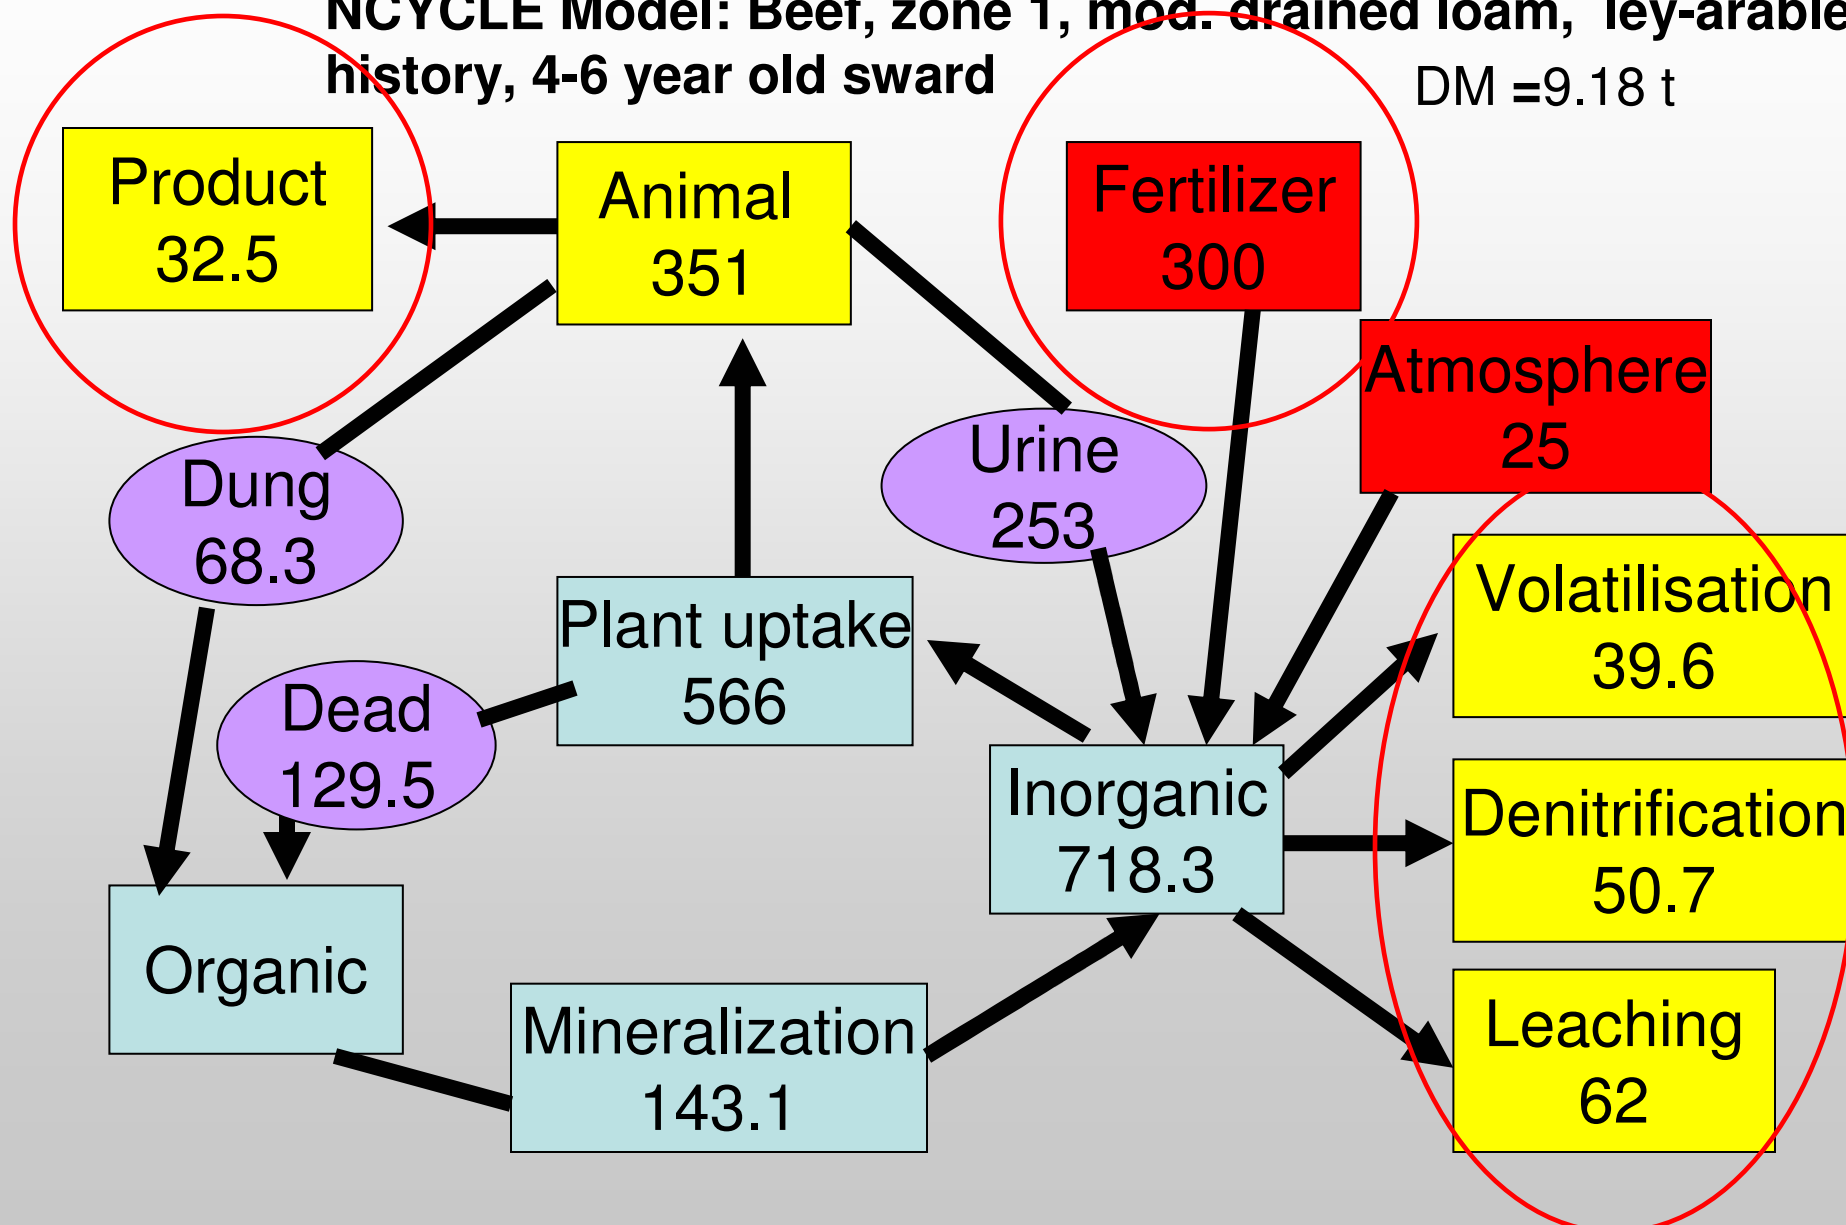 NCYCLE Model: Beef, zone 1, mod. drained loam, ley-arable
history, 4-6 year old sward
DM =9.18 t
Product
32.5
Animal
351
Fertilizer
300
Atmosphere
25
Dung
68.3
Urine
253
Plant uptake
566
Volatilisation
39.6
Dead
129.5
Inorganic
718.3
Denitrification
50.7
Organic
Mineralization
143.1
Leaching
62